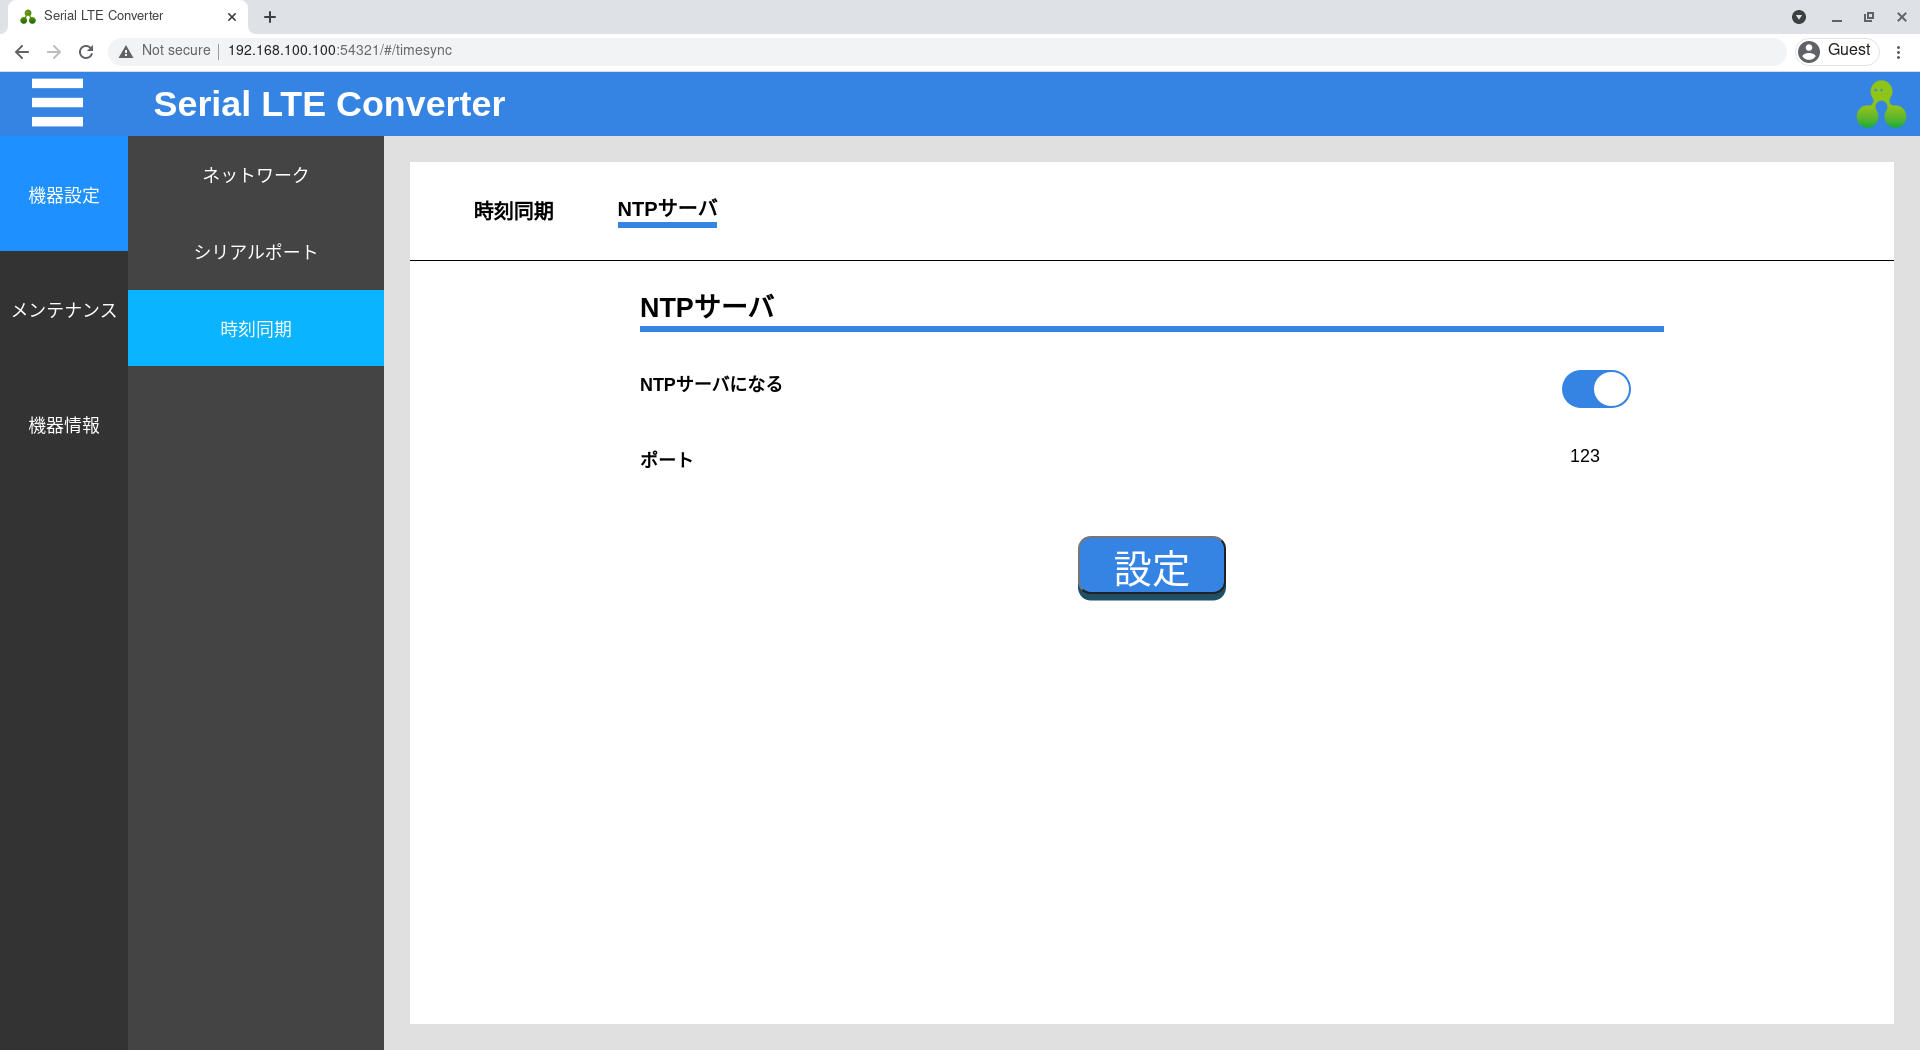 Serial LTE Converter
Not secure
192.168.100.100:54321/#/timesync
Guest
Serial LTE Converter
機器設定
メンテナンス
機器情報
ネットワーク
シリアルポート
時刻同期
時刻同期
NTPサーバ
NTPサーバ
NTPサーバになる
ポート
123
設定